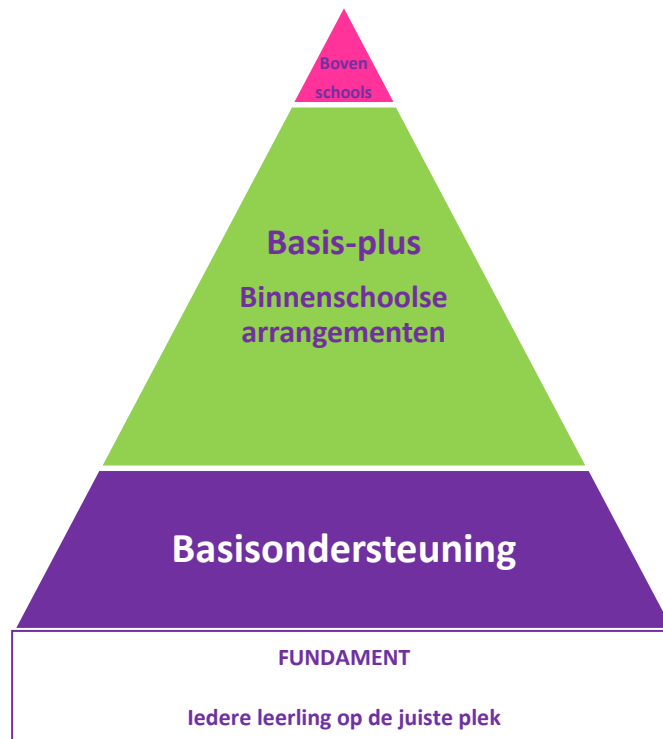 Boven
schools
Basis-plus
Binnenschoolse
arrangementen
Basisondersteuning
FUNDAMENT
Iedere leerling op de juiste plek